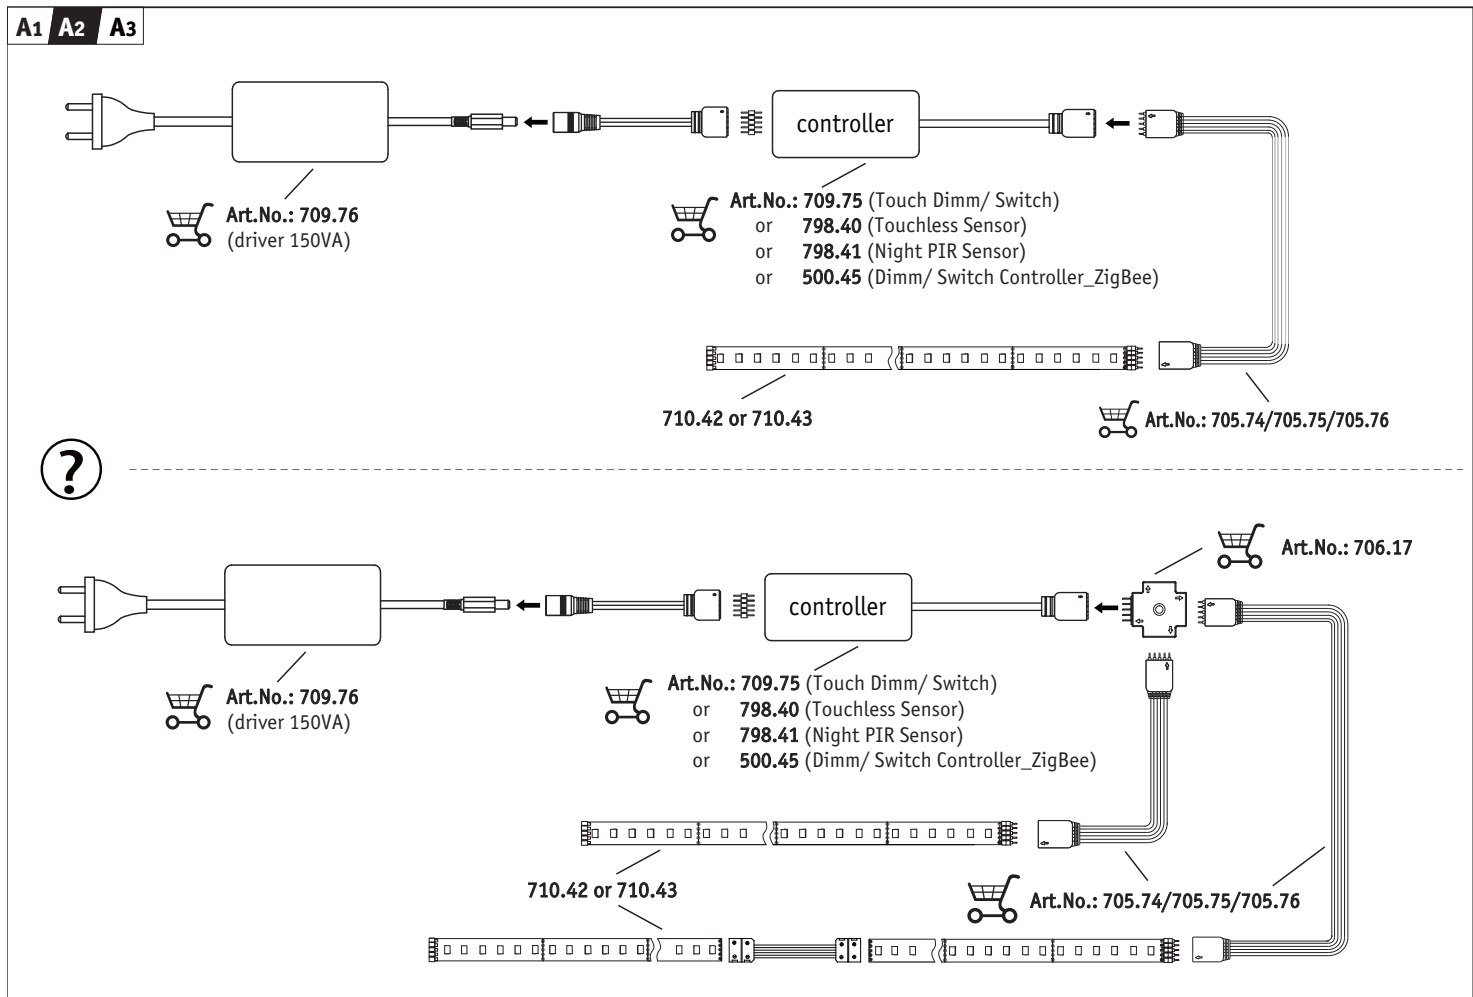 A1 A2 A3
controller
Art.No.: 709.76
(driver 150VA)
Art.No.: 709.75 (Touch Dimm/ Switch)
or 798.40 (Touchless Sensor)
or 798.41 (Night PIR Sensor)
or 500.45 (Dimm/ Switch Controller_ZigBee)
710.42 or 710.43
Art.No.: 705.74/705.75/705.76
?
Art.No.: 706.17
controller
Art.No.: 709.76
(driver 150VA)
Art.No.: 709.75 (Touch Dimm/ Switch)
or 798.40 (Touchless Sensor)
or 798.41 (Night PIR Sensor)
or 500.45 (Dimm/ Switch Controller_ZigBee)
710.42 or 710.43
Art.No.: 705.74/705.75/705.76